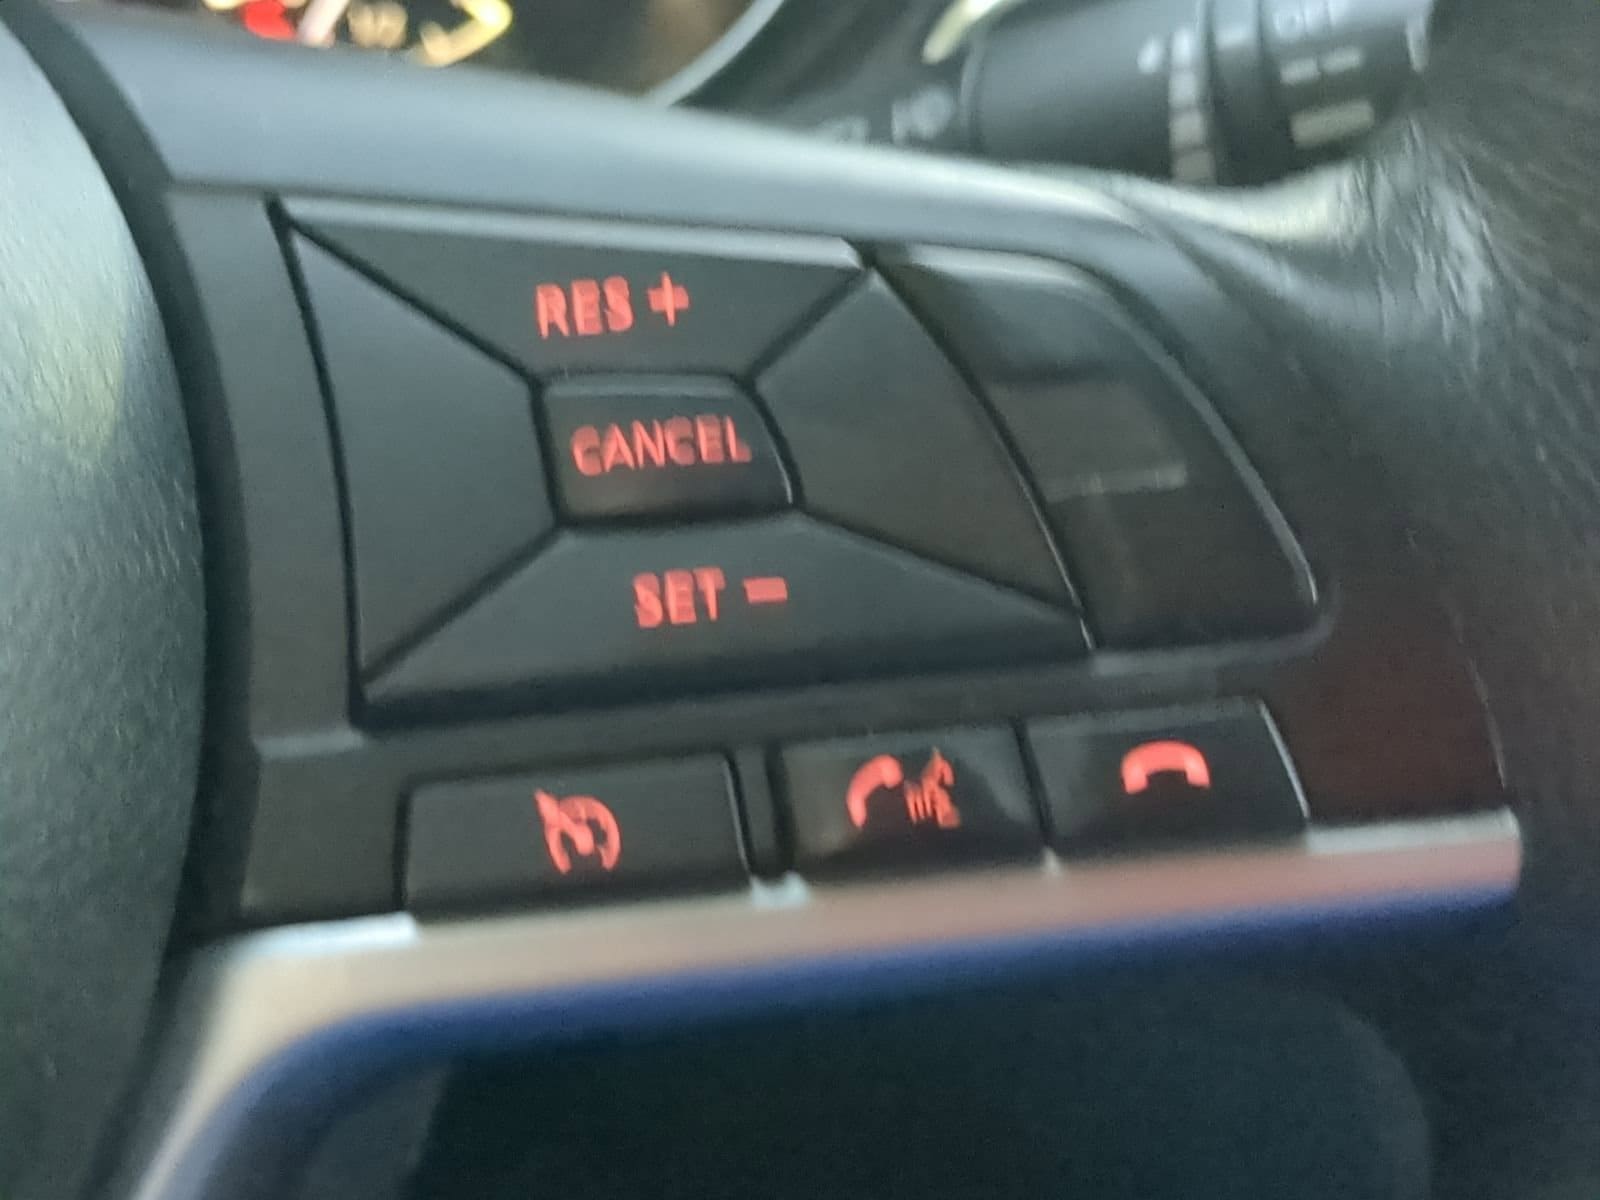 RES +
CANCEL
SET -